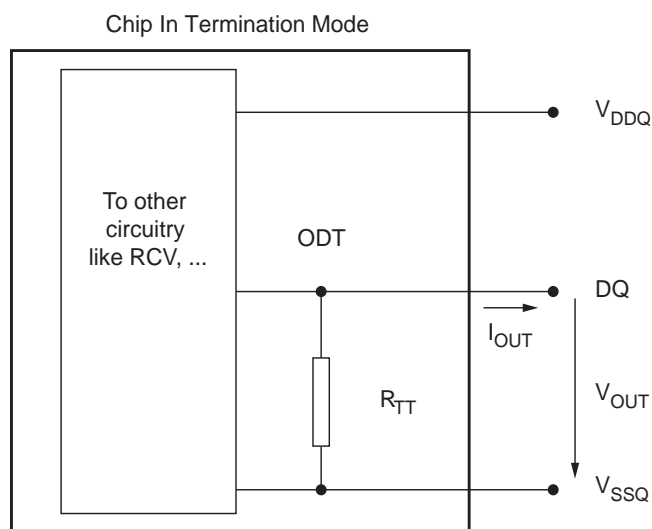 Chip In Termination Mode
V_DDQ
To other
circuitry
like RCV, ...
ODT
DQ
I_OUT
R_TT
V_OUT
V_SSQ